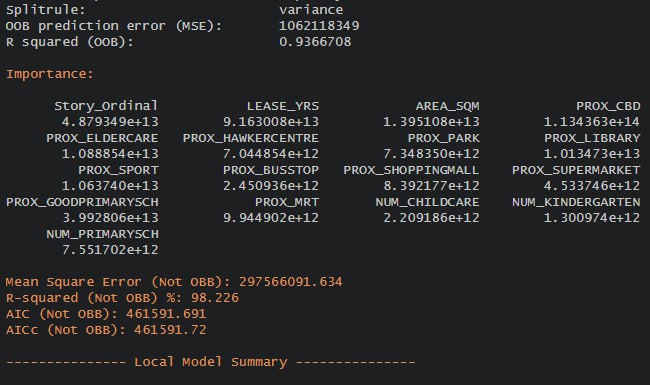 Splitrule: variance
OOB prediction error (MSE): 1062118349
R squared (OOB): 0.9366708
Importance:
Story_Ordinal LEASE_YRS AREA_SQM PROX_CBD
4.879349e+13 9.163008e+13 1.395108e+13 1.134363e+14
PROX_ELDERCARE PROX_HAWKERCENTRE PROX_PARK PROX_LIBRARY
1.088854e+13 7.044854e+12 7.348350e+12 1.013473e+13
PROX_SPORT PROX_BUSSTOP PROX_SHOPPINGMALL PROX_SUPERMARKET
1.063740e+13 2.450936e+12 8.392177e+12 4.533746e+12
PROX_GOODPRIMARYSCH PROX_MRT NUM_CHILDCARE NUM_KINDERGARTEN
3.992806e+13 9.944902e+12 2.209186e+12 1.300974e+12
NUM_PRIMARYSCH
7.551702e+12
Mean Square Error (Not OBB): 297566091.634
R-squared (Not OBB) %: 98.226
AIC (Not OBB): 461591.691
AICc (Not OBB): 461591.72
--------------- Local Model Summary ---------------